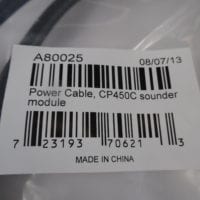 A80025
08/07/13
Power Cable, CP450C sounder
module
7 23193 70621 3
MADE IN CHINA